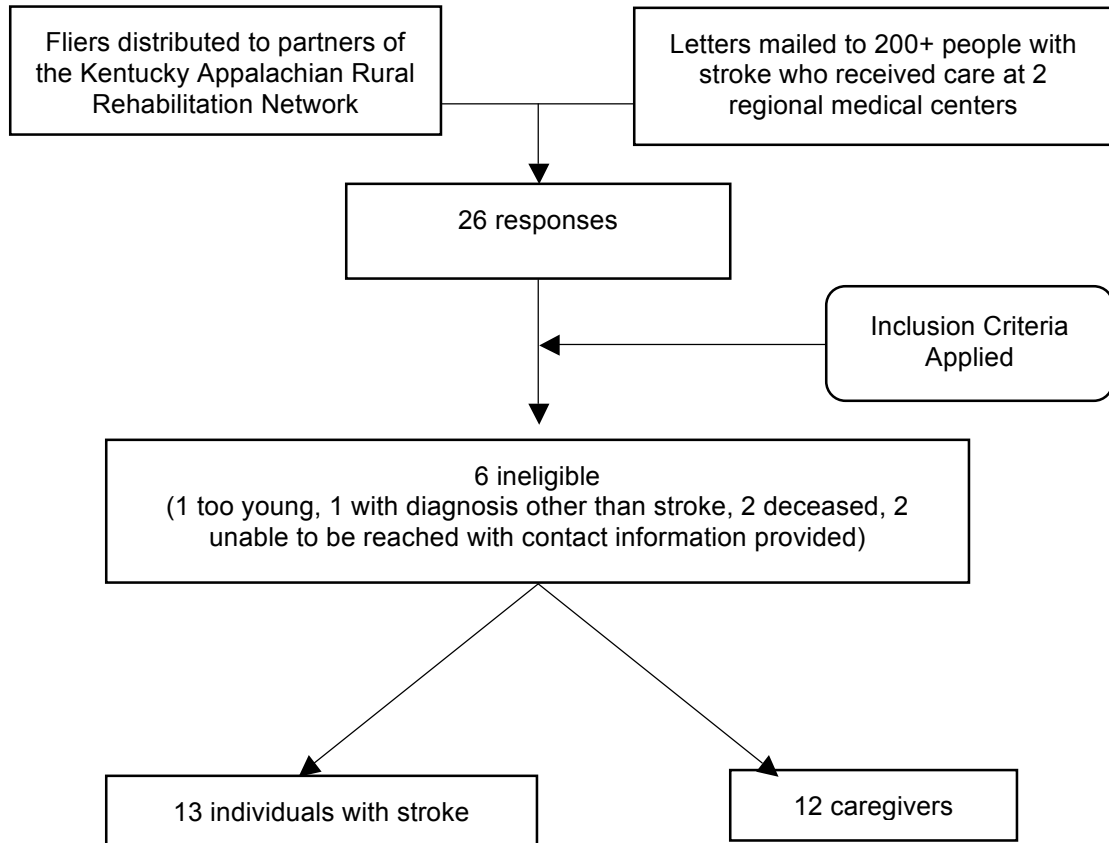 Fliers distributed to partners of
the Kentucky Appalachian Rural
Rehabilitation Network
Letters mailed to 200+ people with
stroke who received care at 2
regional medical centers
26 responses
Inclusion Criteria
Applied
6 ineligible
(1 too young, 1 with diagnosis other than stroke, 2 deceased, 2
unable to be reached with contact information provided)
13 individuals with stroke
12 caregivers